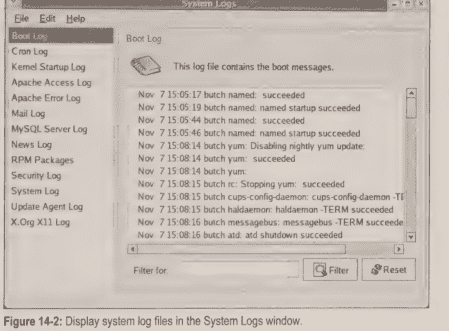 System Logs
File Edit Help
Boot Log
Cron Log
Kernel Startup Log
Apache Access Log
Apache Error Log
Mail Log
MySQL Server Log
News Log
RPM Packages
Security Log
System Log
Update Agent Log
X.Org X11 Log
Boot Log
This log file contains the boot messages.
Nov 7 15:05:17 butch named: succeeded
Nov 7 15:05:19 butch named: named startup succeeded
Nov 7 15:05:44 butch named: succeeded
Nov 7 15:05:46 butch named: named startup succeeded
Nov 7 15:08:14 butch yum: Disabling nightly yum update:
Nov 7 15:08:14 butch yum: succeeded
Nov 7 15:08:14 butch yum:
Nov 7 15:08:15 butch rc: Stopping yum: succeeded
Nov 7 15:08:15 butch cups-config-daemon: cups-config-daemon -TE
Nov 7 15:08:15 butch haldaemon: haldaemon -TERM succeeded
Nov 7 15:08:16 butch messagebus: messagebus -TERM succeede
Nov 7 15:08:16 butch atd: atd shutdown succeeded
Filter for: Filter Reset
Figure 14-2: Display system log files in the System Logs window.